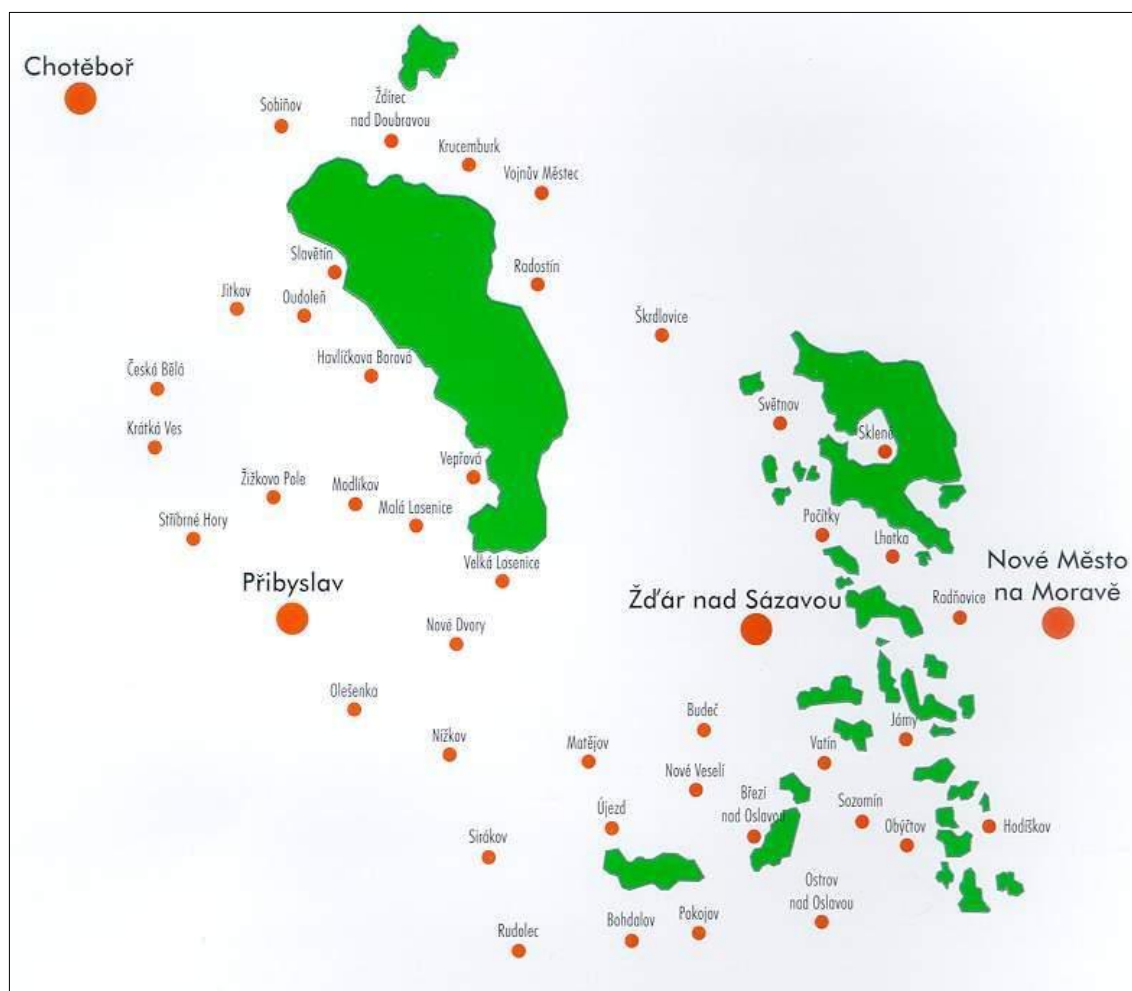 Chotěboř
Sobiňov
Ždírec
nad Doubravou
Krucemburk
Vojnův Městec
Slavětín
Radostín
Jitkov
Oudoleň
Škrdlovice
Havlíčkova Borová
Česká Bělá
Světnov
Krátká Ves
Sklené
Vepřová
Žižkovo Pole
Modlíkov
Malá Losenice
Stříbrné Hory
Počítky
Lhotka
Velká Losenice
Nové Město
na Moravě
Přibyslav
Žďár nad Sázavou
Radňovice
Nové Dvory
Olešenka
Budeč
Jámy
Nížkov
Matějov
Vatín
Nové Veselí
Březí
nad Oslavou
Újezd
Sozomín
Obyčtov
Hodíškov
Sirákov
Ostrov
nad Oslavou
Rudolec
Bohdalov
Pokojov